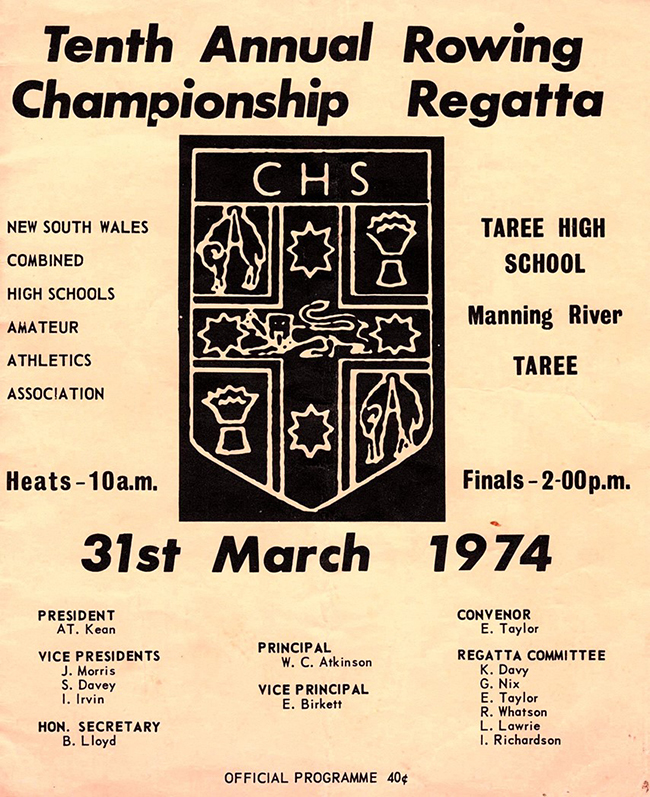 Tenth Annual Rowing
Championship Regatta
CHS
NEW SOUTH WALES
COMBINED
HIGH SCHOOLS
AMATEUR
ATHLETICS
ASSOCIATION
TAREE HIGH
SCHOOL
Manning River
TAREE
Heats - 10 a.m.
Finals - 2-00 p.m.
31st March 1974
PRESIDENT
AT. Kean
VICE PRESIDENTS
J. Morris
S. Davey
I. Irvin
HON. SECRETARY
B. Lloyd
PRINCIPAL
W. C. Atkinson
VICE PRINCIPAL
E. Birkett
CONVENOR
E. Taylor
REGATTA COMMITTEE
K. Davy
G. Nix
E. Taylor
R. Whatson
L. Lawrie
I. Richardson
OFFICIAL PROGRAMME 40¢